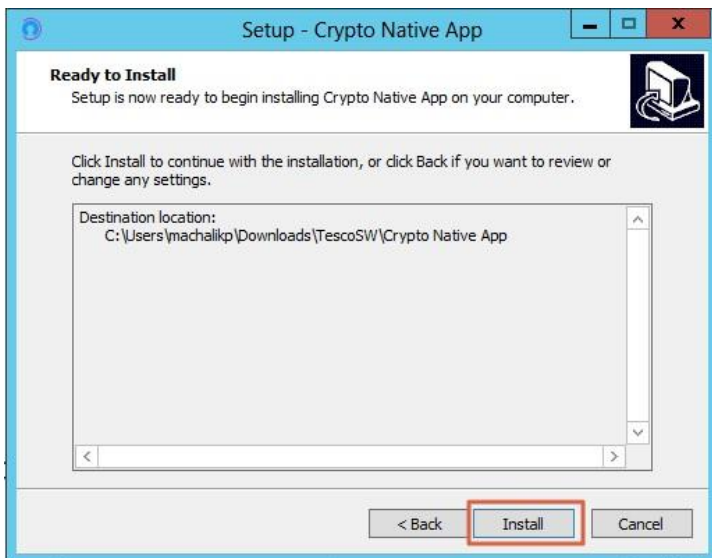 Setup - Crypto Native App
Ready to Install
Setup is now ready to begin installing Crypto Native App on your computer.
Click Install to continue with the installation, or click Back if you want to review or
change any settings.
Destination location:
C:\Users\machalikp\Downloads\TescoSW\Crypto Native App
< Back
Install
Cancel